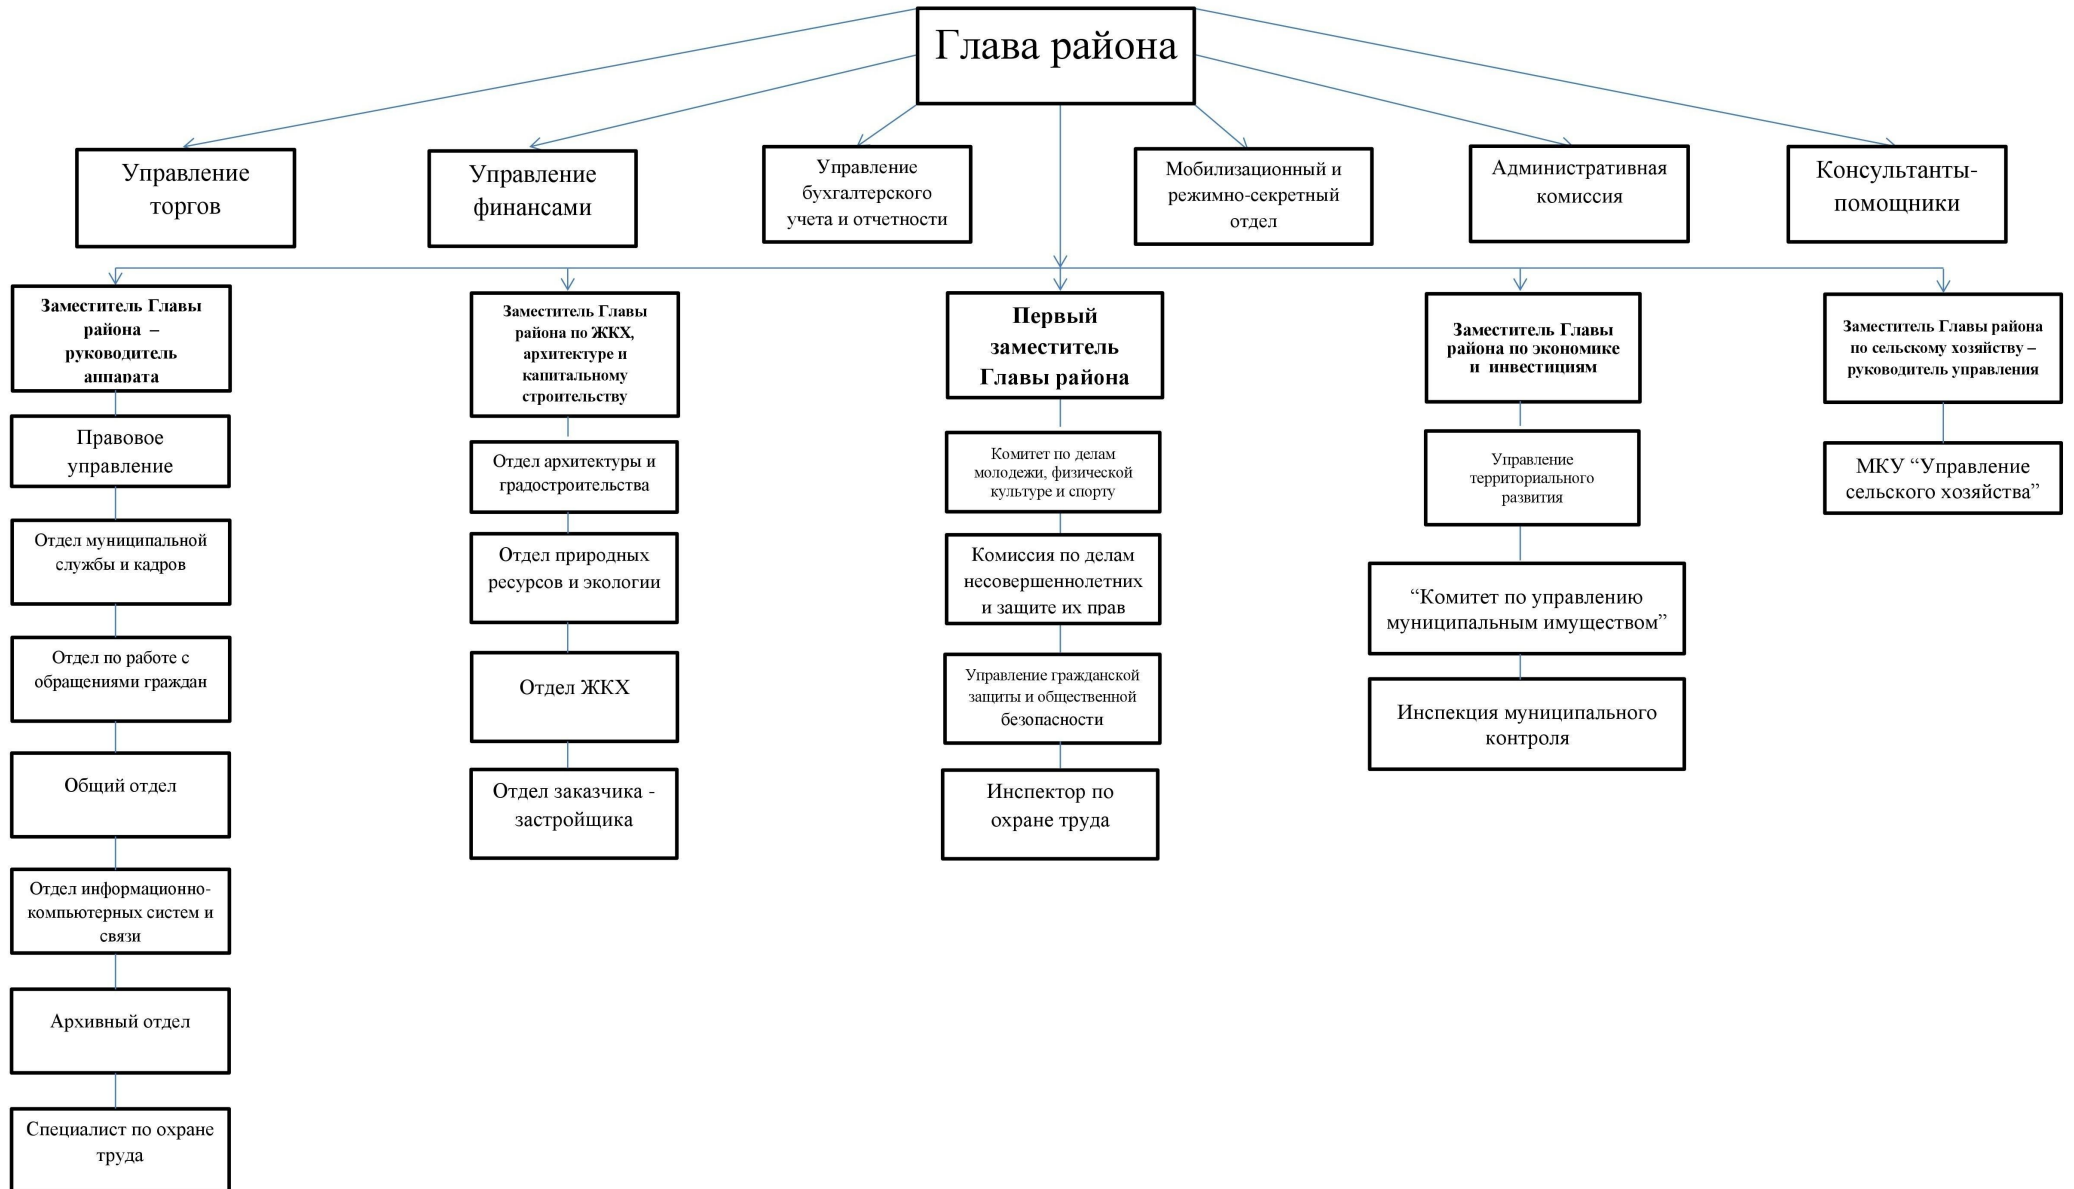 Глава района
Управление
торгов
Управление
финансами
Управление
бухгалтерского
учета и отчетности
Мобилизационный и
режимно-секретный
отдел
Административная
комиссия
Консультанты-
помощники
Заместитель Главы
района –
руководитель
аппарата
Правовое
управление
Отдел муниципальной
службы и кадров
Отдел по работе с
обращениями граждан
Общий отдел
Отдел информационно-
компьютерных систем и
связи
Архивный отдел
Специалист по охране
труда
Заместитель Главы
района по ЖКХ,
архитектуре и
капитальному
строительству
Отдел архитектуры и
градостроительства
Отдел природных
ресурсов и экологии
Отдел ЖКХ
Отдел заказчика -
застройщика
Первый
заместитель
Главы района
Комитет по делам
молодежи, физической
культуре и спорту
Комиссия по делам
несовершеннолетних
и защите их прав
Управление гражданской
защиты и общественной
безопасности
Инспектор по
охране труда
Заместитель Главы
района по экономике
и инвестициям
Управление
территориального
развития
“Комитет по управлению
муниципальным имуществом”
Инспекция муниципального
контроля
Заместитель Главы района
по сельскому хозяйству –
руководитель управления
МКУ “Управление
сельского хозяйства”